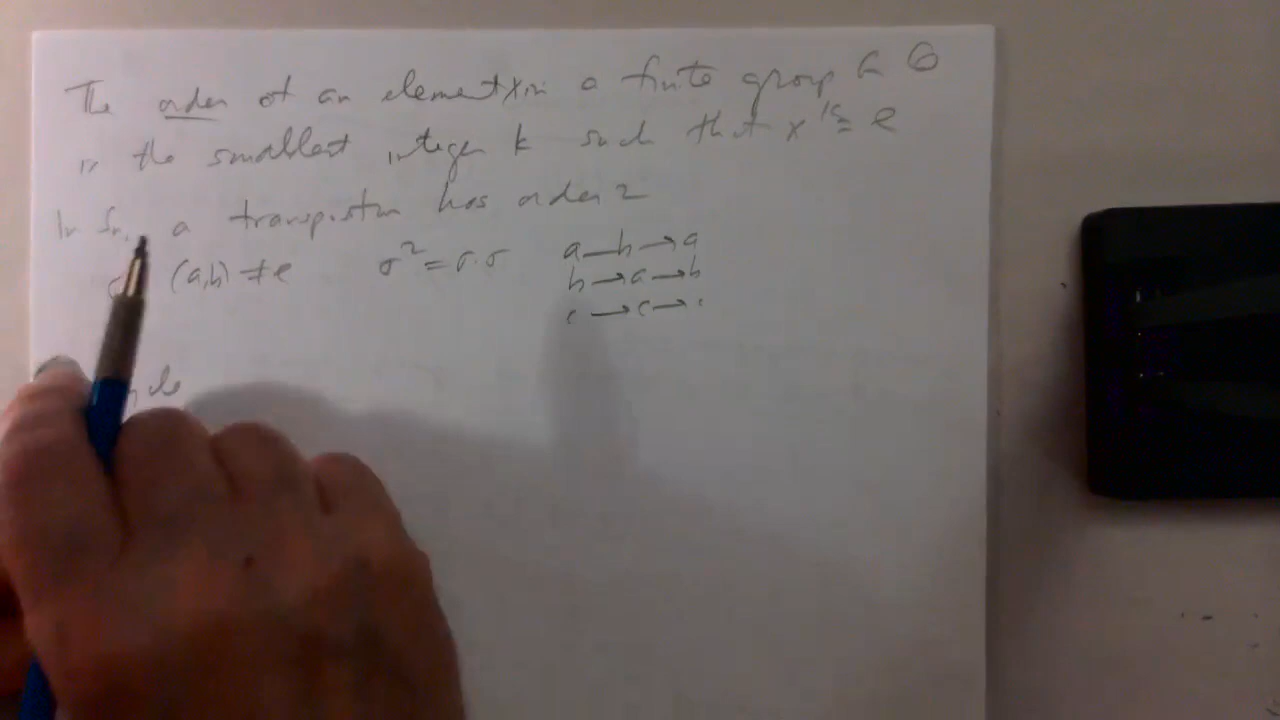 The order of an element x in a finite group G G
is the smallest integer k such that x^k = e
In Sn, a transposition has order 2
σ (a,b) ≠ e σ² = σ·σ a → b → a
b → a → b
c → c → c